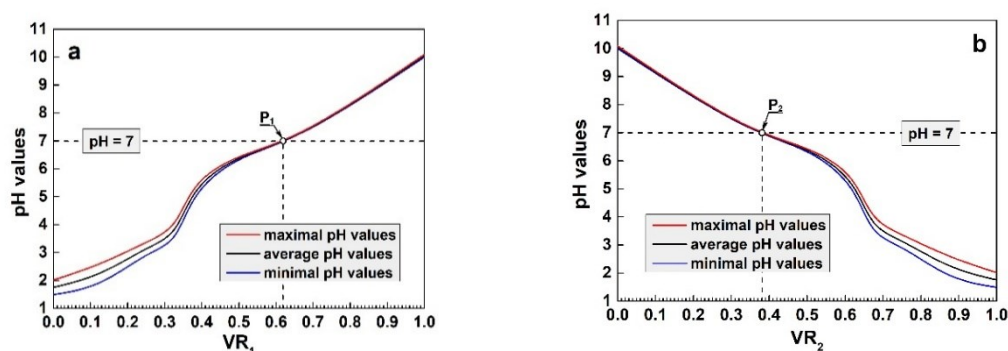 a
pH values
11
10
9
8
7
6
5
4
3
2
1
P1
pH = 7
maximal pH values
average pH values
minimal pH values
0.0 0.1 0.2 0.3 0.4 0.5 0.6 0.7 0.8 0.9 1.0
VR1
b
pH values
11
10
9
8
7
6
5
4
3
2
1
P2
pH = 7
maximal pH values
average pH values
minimal pH values
0.0 0.1 0.2 0.3 0.4 0.5 0.6 0.7 0.8 0.9 1.0
VR2